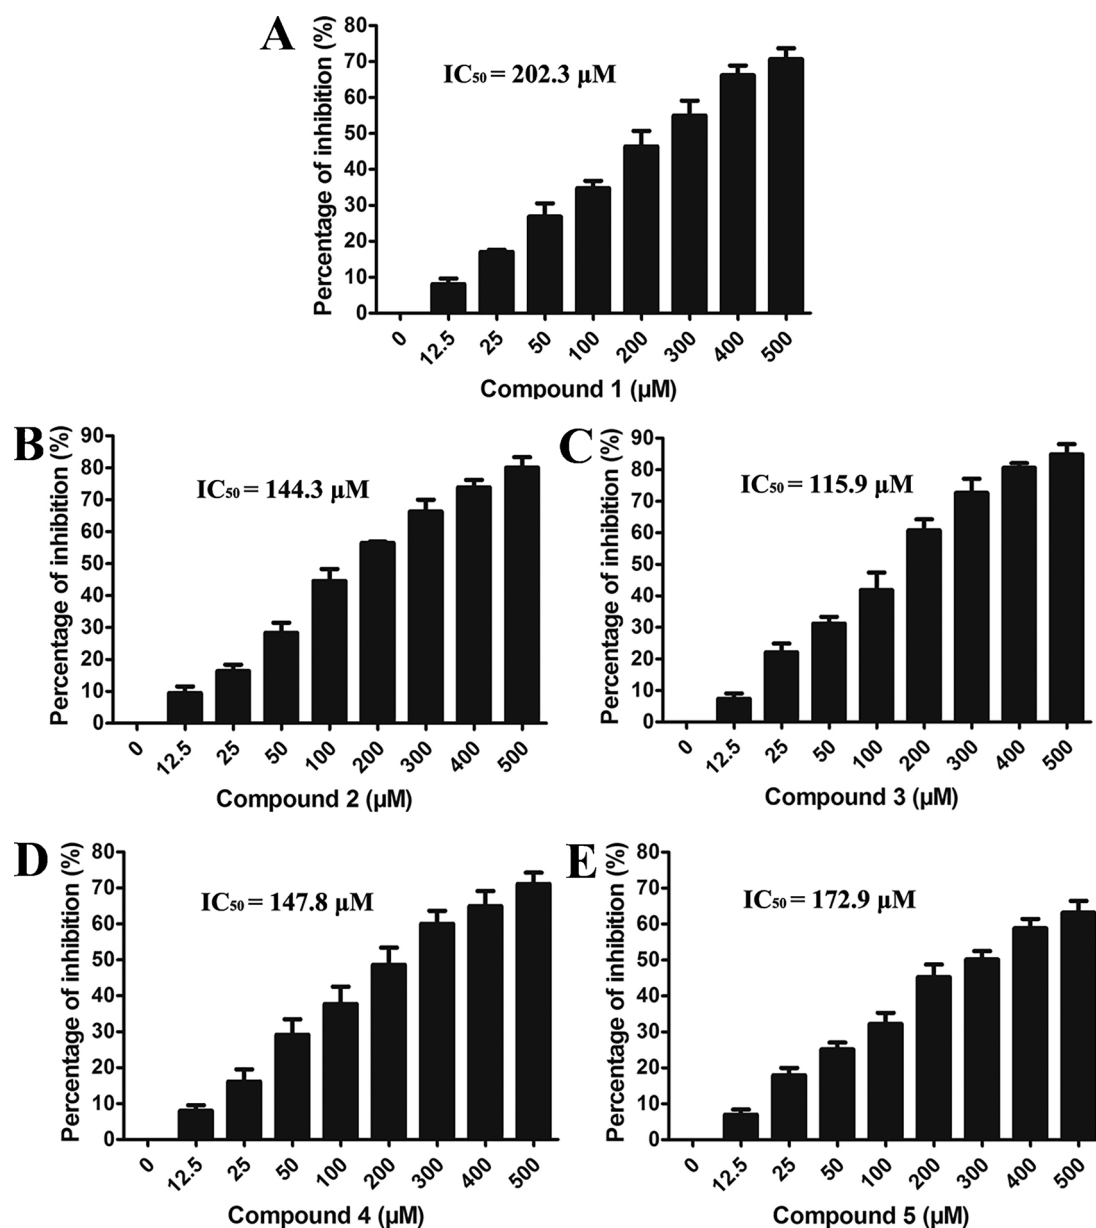 A
Percentage of inhibition (%)
80
70
60
50
40
30
20
10
0
IC50 = 202.3 µM
0 12.5 25 50 100 200 300 400 500
Compound 1 (µM)
B
Percentage of inhibition (%)
90
80
70
60
50
40
30
20
10
0
IC50 = 144.3 µM
0 12.5 25 50 100 200 300 400 500
Compound 2 (µM)
C
Percentage of inhibition (%)
90
80
70
60
50
40
30
20
10
0
IC50 = 115.9 µM
0 12.5 25 50 100 200 300 400 500
Compound 3 (µM)
D
Percentage of inhibition (%)
80
70
60
50
40
30
20
10
0
IC50 = 147.8 µM
0 12.5 25 50 100 200 300 400 500
Compound 4 (µM)
E
Percentage of inhibition (%)
80
70
60
50
40
30
20
10
0
IC50 = 172.9 µM
0 12.5 25 50 100 200 300 400 500
Compound 5 (µM)